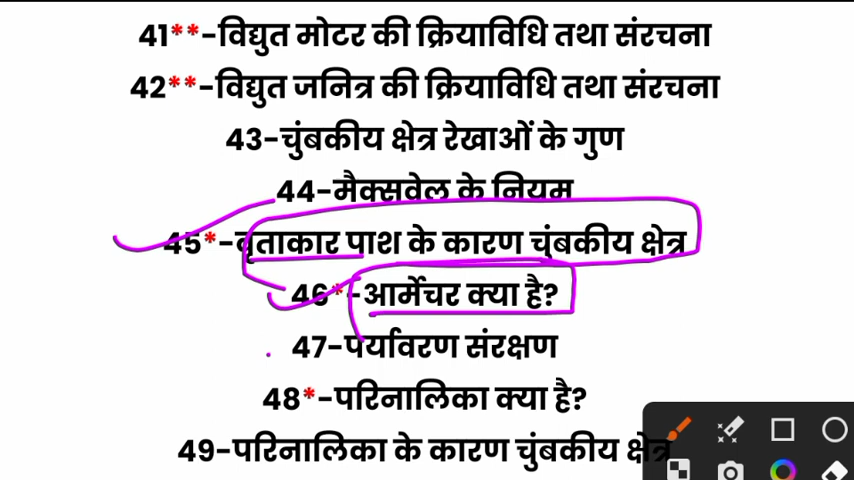 41**-विद्युत मोटर की क्रियाविधि तथा संरचना
42**-विद्युत जनित्र की क्रियाविधि तथा संरचना
43-चुंबकीय क्षेत्र रेखाओं के गुण
44-मैक्सवेल के नियम
45*-वृताकार पाश के कारण चुंबकीय क्षेत्र
46*-आर्मेचर क्या है?
47-पर्यावरण संरक्षण
48*-परिनालिका क्या है?
49-परिनालिका के कारण चुंबकीय क्षेत्र